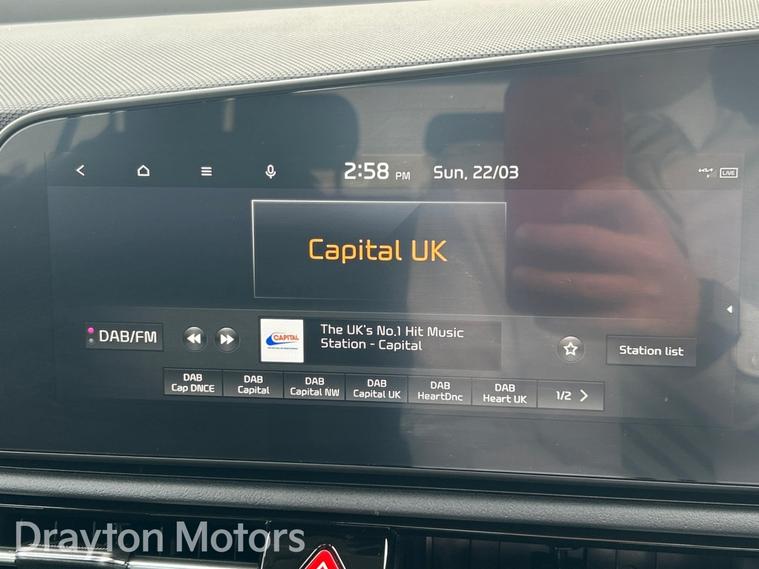 2:58 PM Sun, 22/03
LIVE
Capital UK
DAB/FM
CAPITAL
The UK's No.1 Hit Music
Station - Capital
Station list
DAB
Cap DNCE
DAB
Capital
DAB
Capital NW
DAB
Capital UK
DAB
HeartDnc
DAB
Heart UK
1/2
Drayton Motors